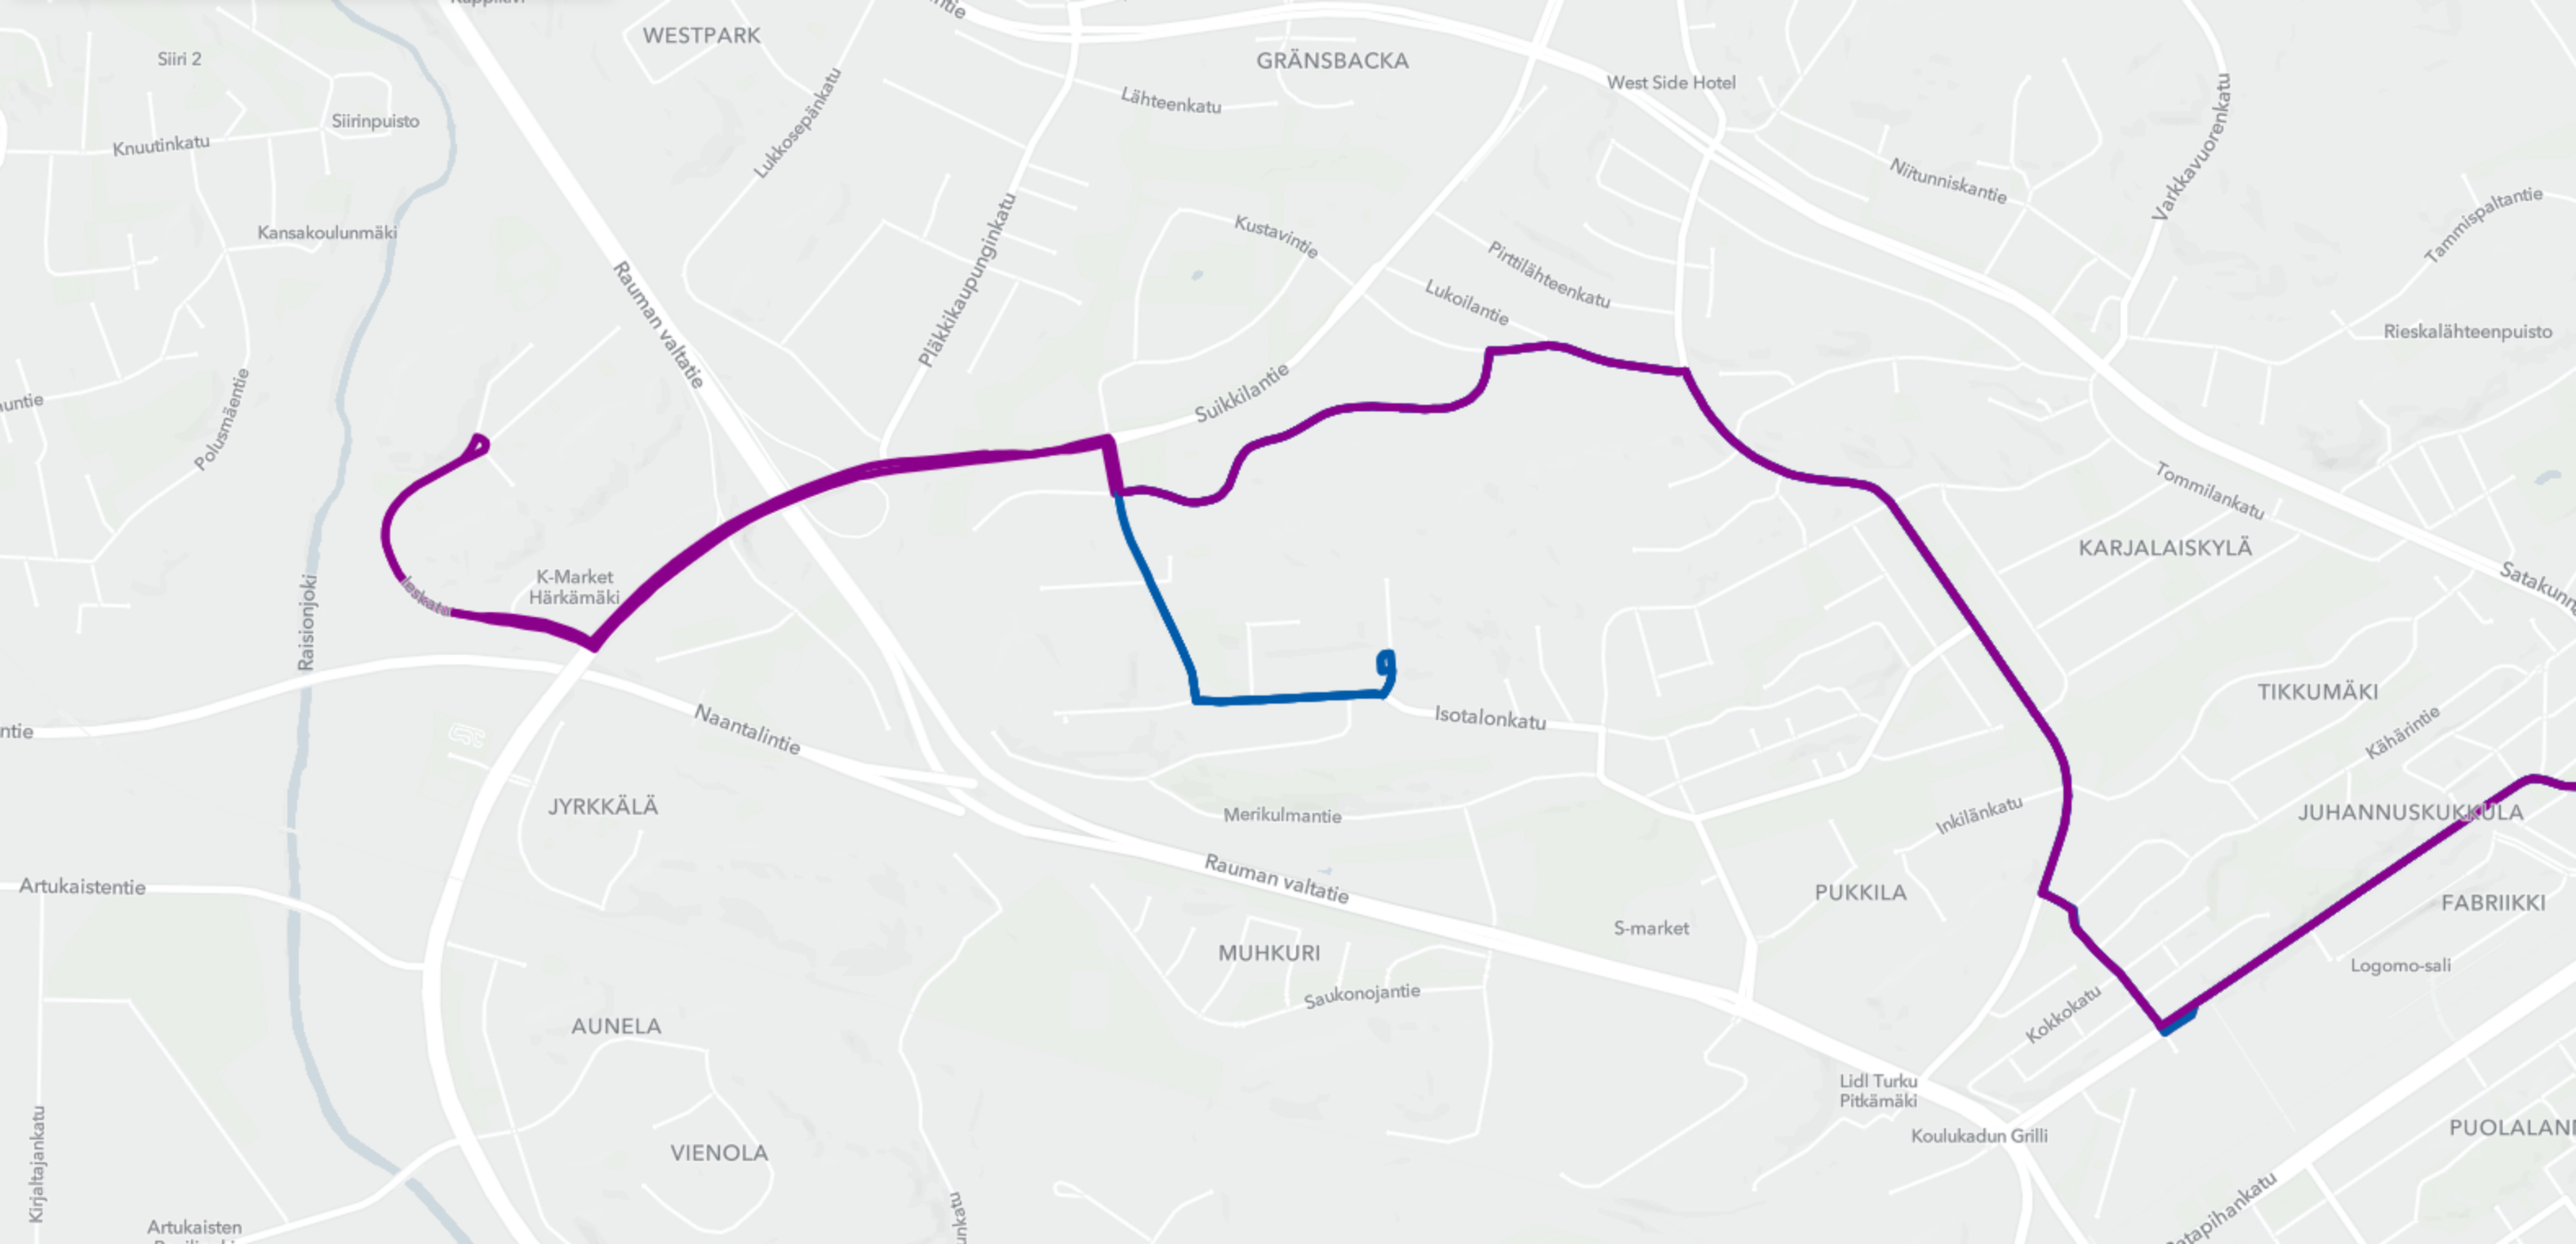 WESTPARK
Siiri 2
GRÄNSBACKA
West Side Hotel
Lähteenkatu
Lukkosepänkatu
Siirinpuisto
Knuutinkatu
Niitunniskantie
Varkkavuorenkatu
Tammispaltantie
Kansakoulunmäki
Kustavintie
Pirttilähteenkatu
Lukoilantie
Rauman valtatie
Pläkkikaupunginkatu
Rieskalähteenpuisto
Suikkilantie
Polusmäentie
Tommilankatu
KARJALAISKYLÄ
K-Market
Härkämäki
Raisionjoki
TIKKUMÄKI
Isotalonkatu
Naantalintie
Kähärintie
ntie
JYRKKÄLÄ
Merikulmantie
Inkilänkatu
JUHANNUSKUKKULA
Rauman valtatie
Artukaistentie
PUKKILA
FABRIIKKI
S-market
MUHKURI
Logomo-sali
Saukonojantie
Kokkokatu
AUNELA
Lidl Turku
Pitkämäki
Koulukadun Grilli
PUOLALAN
VIENOLA
Kirjaltajankatu
Artukaisten